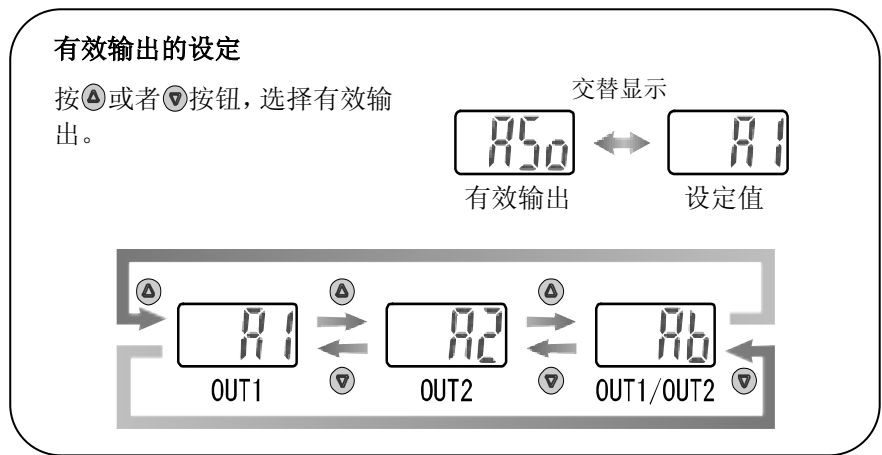 有效输出的设定
按▲或者▼按钮，选择有效输
出。
交替显示
ASo
A1
有效输出
设定值
A1
A2
Ab
OUT1
OUT2
OUT1/OUT2